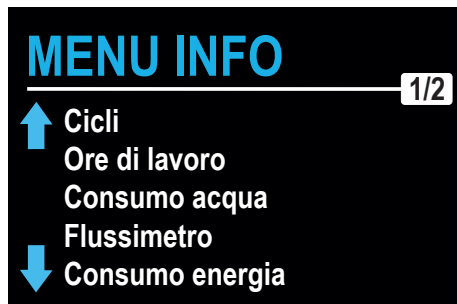 MENU INFO
1/2
Cicli
Ore di lavoro
Consumo acqua
Flussimetro
Consumo energia